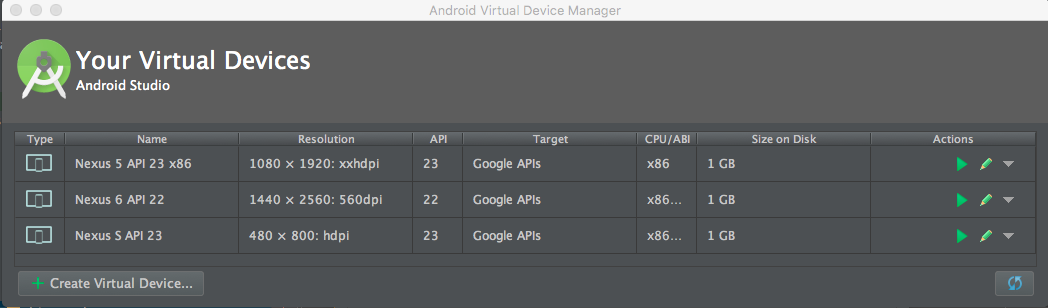 Android Virtual Device Manager
Your Virtual Devices
Android Studio
Type Name Resolution API Target CPU/ABI Size on Disk Actions
Nexus 5 API 23 x86 1080 × 1920: xxhdpi 23 Google APIs x86 1 GB
Nexus 6 API 22 1440 × 2560: 560dpi 22 Google APIs x86... 1 GB
Nexus S API 23 480 × 800: hdpi 23 Google APIs x86... 1 GB
+ Create Virtual Device...